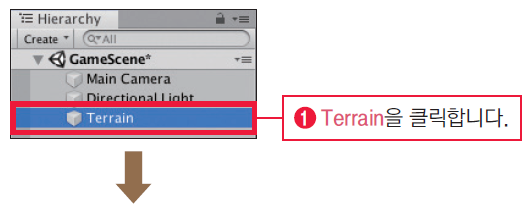 Hierarchy
Create All
GameScene*
Main Camera
Directional Light
Terrain
❶ Terrain을 클릭합니다.